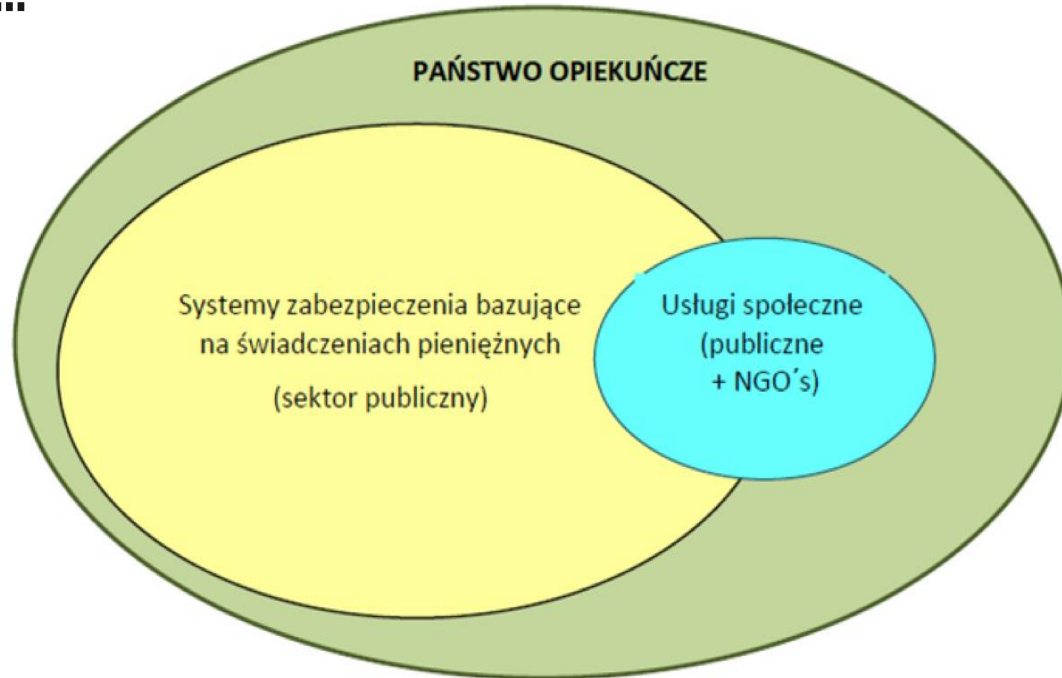 PAŃSTWO OPIEKUŃCZE
Systemy zabezpieczenia bazujące
na świadczeniach pieniężnych
(sektor publiczny)
Usługi społeczne
(publiczne
+ NGO´s)